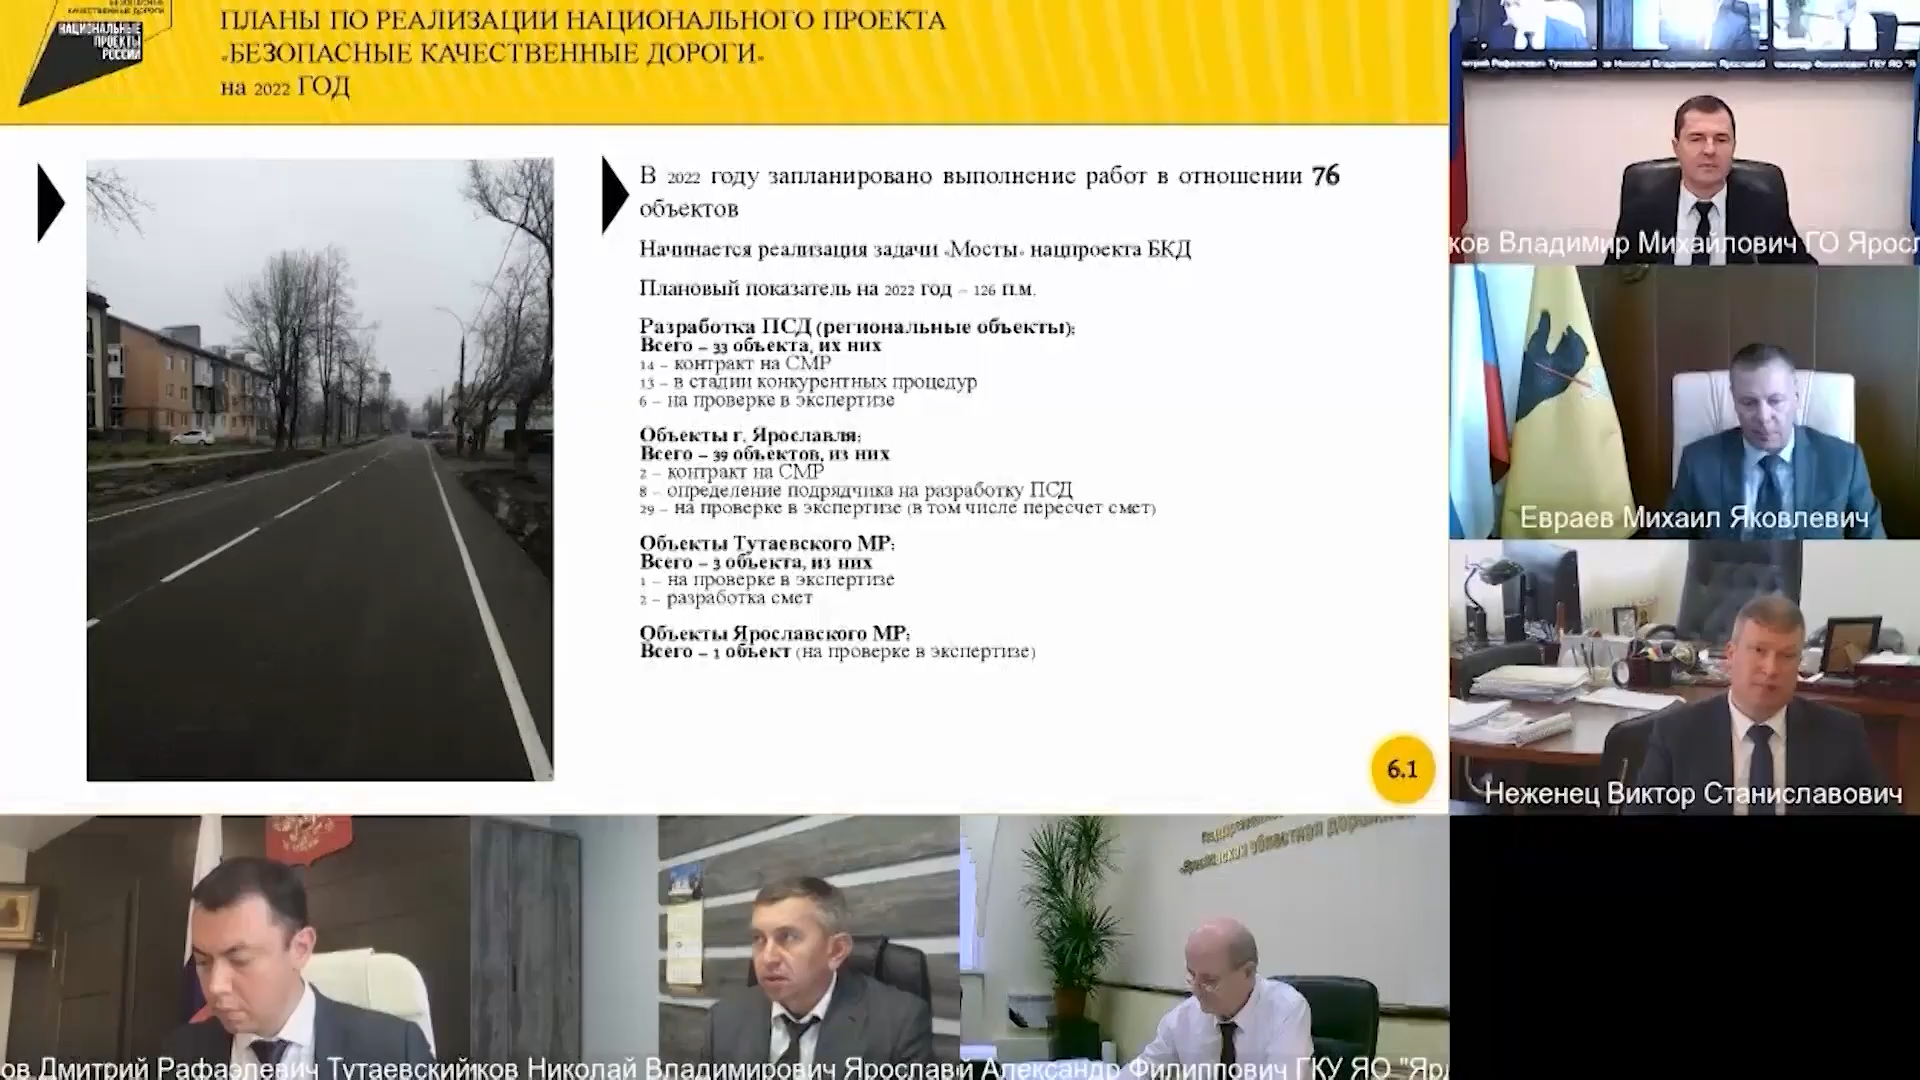 БЕЗОПАСНЫЕ
КАЧЕСТВЕННЫЕ ДОРОГИ
НАЦИОНАЛЬНЫЕ
ПРОЕКТЫ
РОССИИ
ПЛАНЫ ПО РЕАЛИЗАЦИИ НАЦИОНАЛЬНОГО ПРОЕКТА
«БЕЗОПАСНЫЕ КАЧЕСТВЕННЫЕ ДОРОГИ»
на 2022 ГОД
В 2022 году запланировано выполнение работ в отношении 76
объектов
Начинается реализация задачи «Мосты» нацпроекта БКД
Плановый показатель на 2022 год – 126 п.м.
Разработка ПСД (региональные объекты):
Всего – 33 объекта, их них
14 – контракт на СМР
13 – в стадии конкурентных процедур
6 – на проверке в экспертизе
Объекты г. Ярославля:
Всего – 39 объектов, из них
2 – контракт на СМР
8 – определение подрядчика на разработку ПСД
29 – на проверке в экспертизе (в том числе пересчет смет)
Объекты Тутаевского МР:
Всего – 3 объекта, из них
1 – на проверке в экспертизе
2 – разработка смет
Объекты Ярославского МР:
Всего – 1 объект (на проверке в экспертизе)
6.1
ков Владимир Михайлович ГО Яросл
Евраев Михаил Яковлевич
Неженец Виктор Станиславович
ов Дмитрий Рафаэлевич Тутаевский
ков Николай Владимирович Ярослав
й Александр Филиппович ГКУ ЯО "Ярд